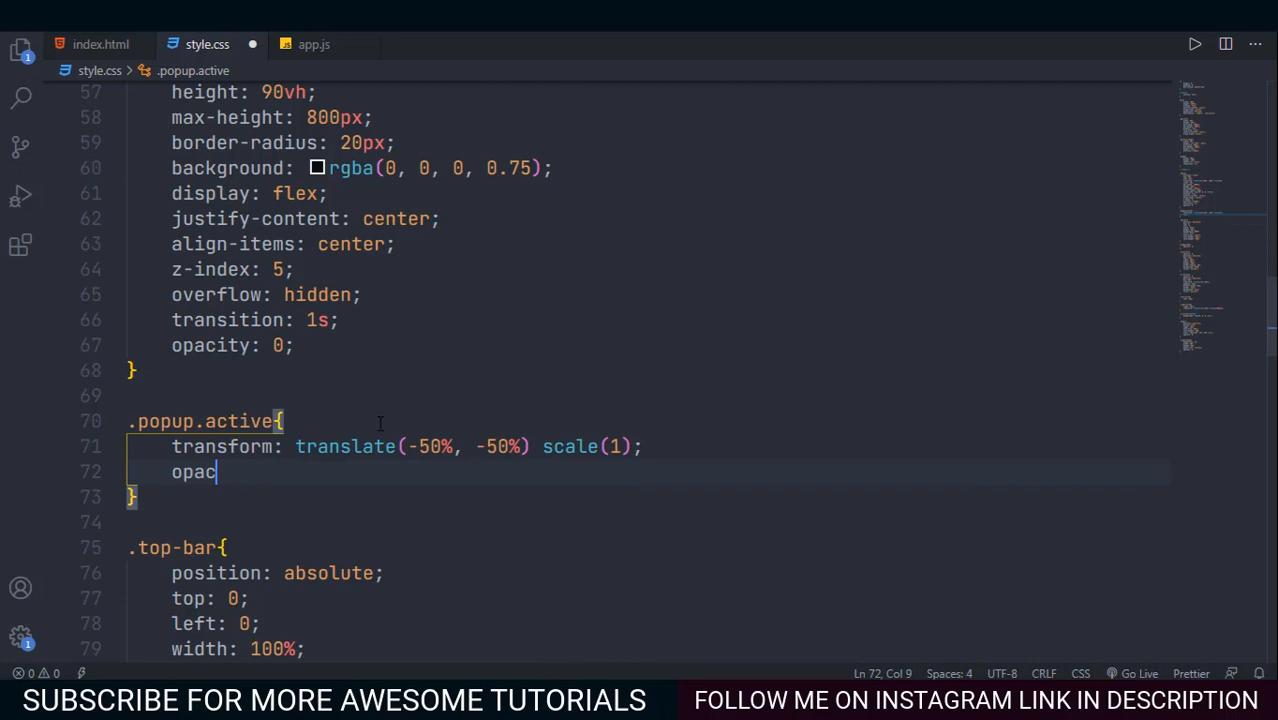 index.html style.css app.js
style.css > .popup.active
57 height: 90vh;
58 max-height: 800px;
59 border-radius: 20px;
60 background: rgba(0, 0, 0, 0.75);
61 display: flex;
62 justify-content: center;
63 align-items: center;
64 z-index: 5;
65 overflow: hidden;
66 transition: 1s;
67 opacity: 0;
68 }
69
70 .popup.active{
71 transform: translate(-50%, -50%) scale(1);
72 opac
73 }
74
75 .top-bar{
76 position: absolute;
77 top: 0;
78 left: 0;
79 width: 100%;
1
1
0 0 Ln 72, Col 9 Spaces: 4 UTF-8 CRLF CSS Go Live Prettier
SUBSCRIBE FOR MORE AWESOME TUTORIALS FOLLOW ME ON INSTAGRAM LINK IN DESCRIPTION